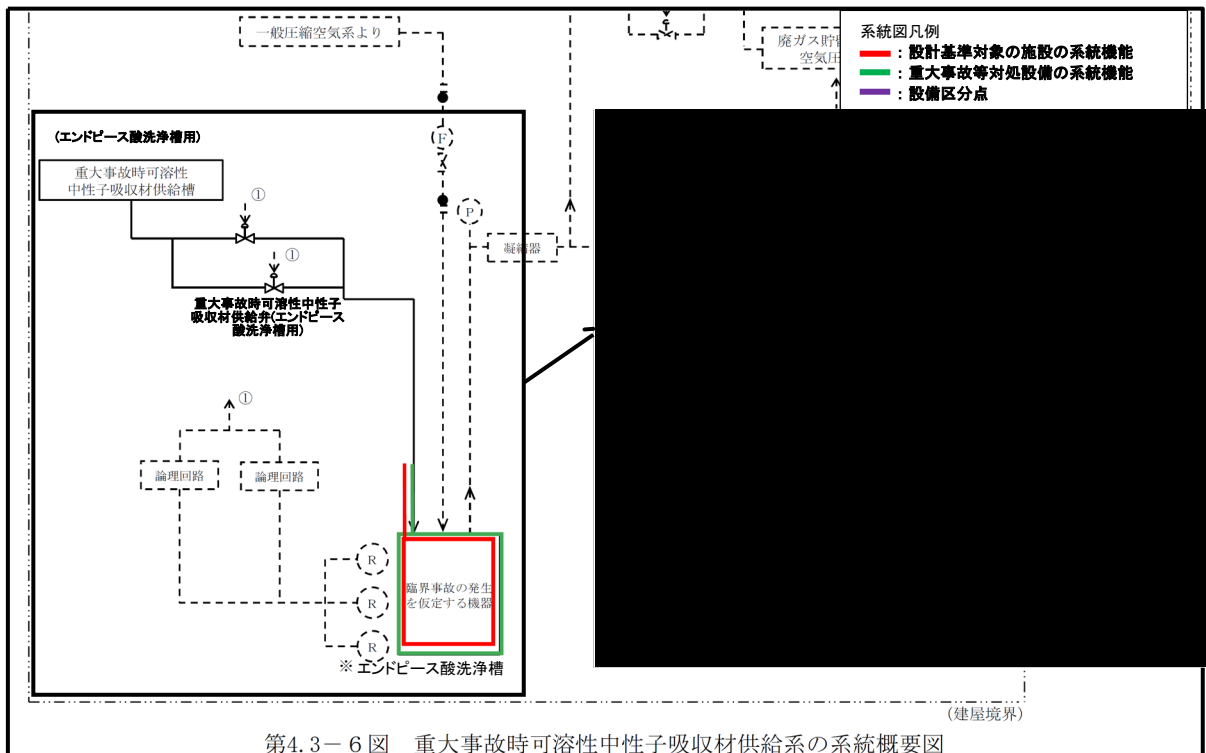 一般圧縮空気系より
廃ガス貯
空気圧
系統図凡例
：設計基準対象の施設の系統機能
：重大事故等対処設備の系統機能
：設備区分点
(エンドピース酸洗浄槽用)
重大事故時可溶性
中性子吸収材供給槽
①
①
F
P
凝縮器
重大事故時可溶性中性子
吸収材供給弁(エンドピース
酸洗浄槽用)
①
論理回路
論理回路
R
R
R
臨界事故の発生
を仮定する機器
※ エンドピース酸洗浄槽
(建屋境界)
第4.3－6図　重大事故時可溶性中性子吸収材供給系の系統概要図